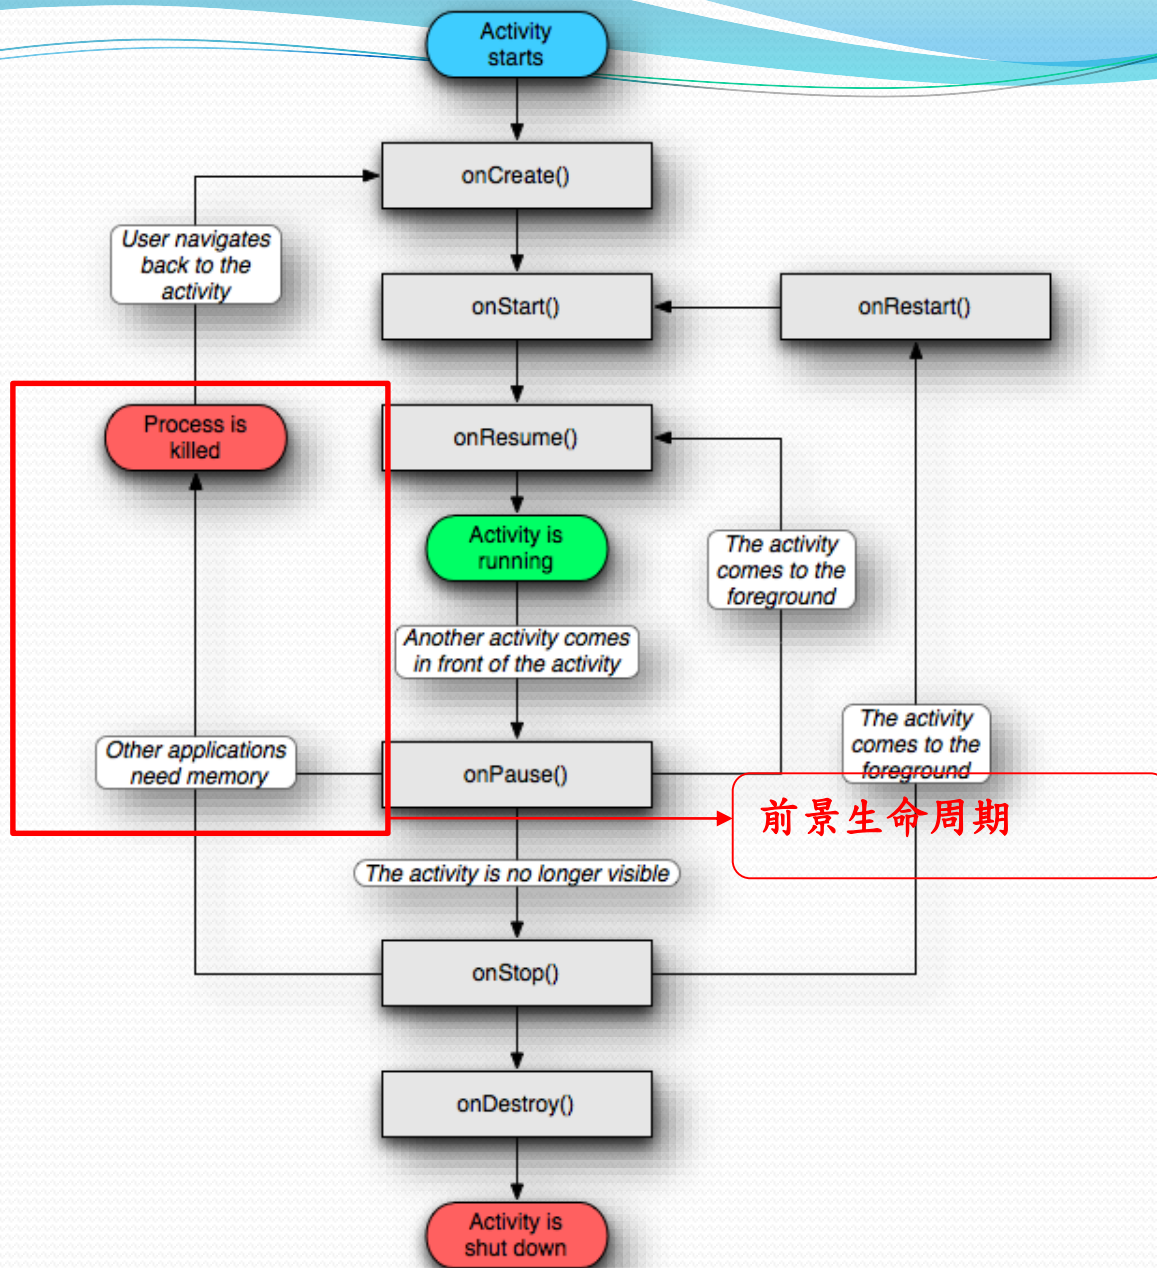 Activity
starts
onCreate()
User navigates
back to the
activity
onStart()
onRestart()
Process is
killed
onResume()
Activity is
running
The activity
comes to the
foreground
Another activity comes
in front of the activity
The activity
comes to the
foreground
Other applications
need memory
onPause()
前景生命周期
The activity is no longer visible
onStop()
onDestroy()
Activity is
shut down